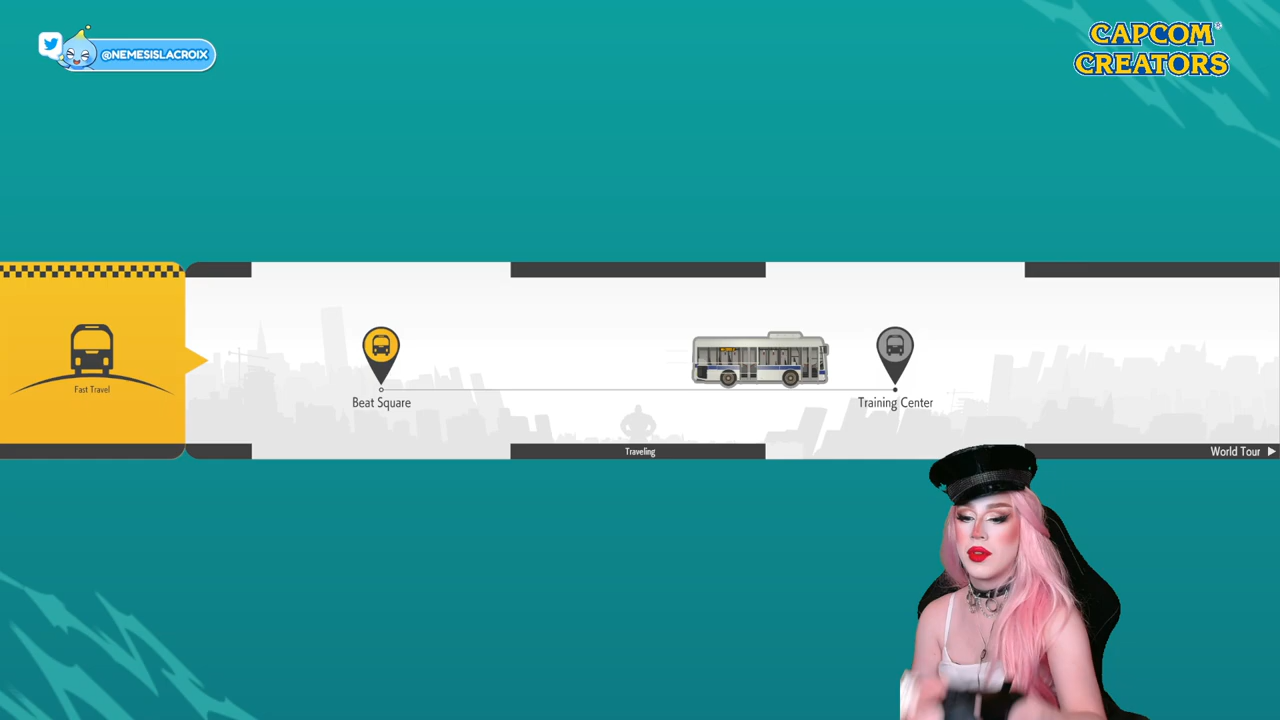 @NEMESISLACROIX
CAPCOM®
CREATORS
Fast Travel
Beat Square
Training Center
Traveling
World Tour